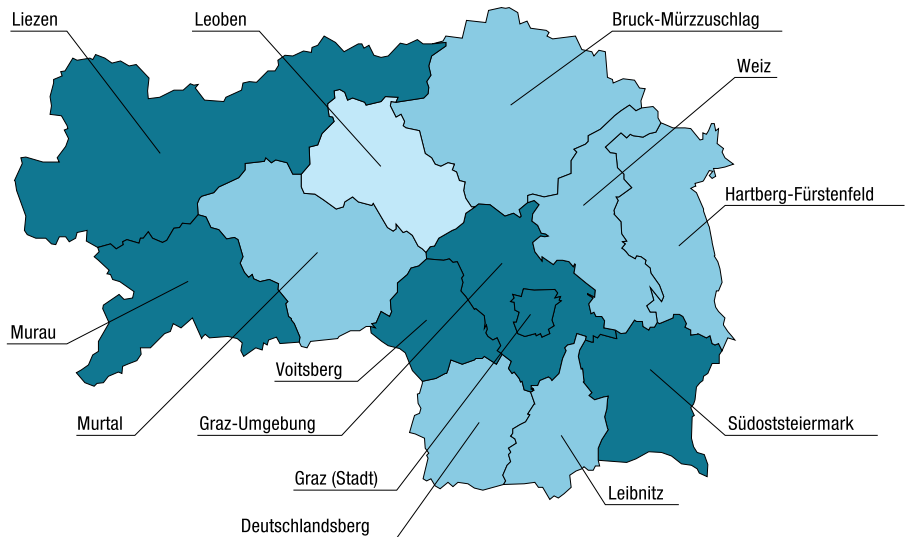 Liezen
Leoben
Bruck-Mürzzuschlag
Weiz
Hartberg-Fürstenfeld
Murau
Voitsberg
Murtal
Graz-Umgebung
Südoststeiermark
Graz (Stadt)
Leibnitz
Deutschlandsberg